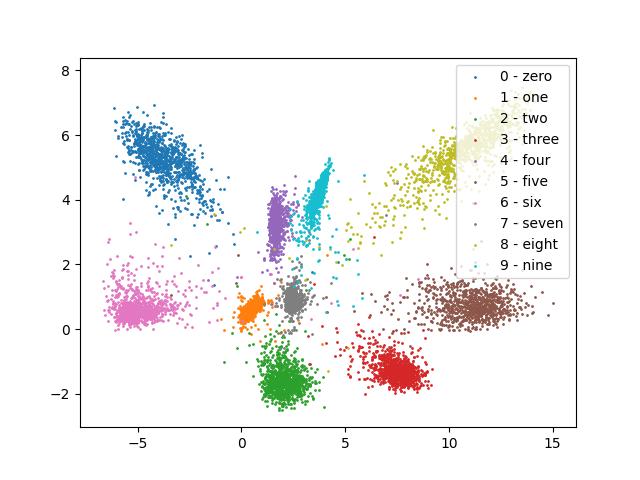 8
6
4
2
0
−2
−5
0
5
10
15
0 - zero
1 - one
2 - two
3 - three
4 - four
5 - five
6 - six
7 - seven
8 - eight
9 - nine